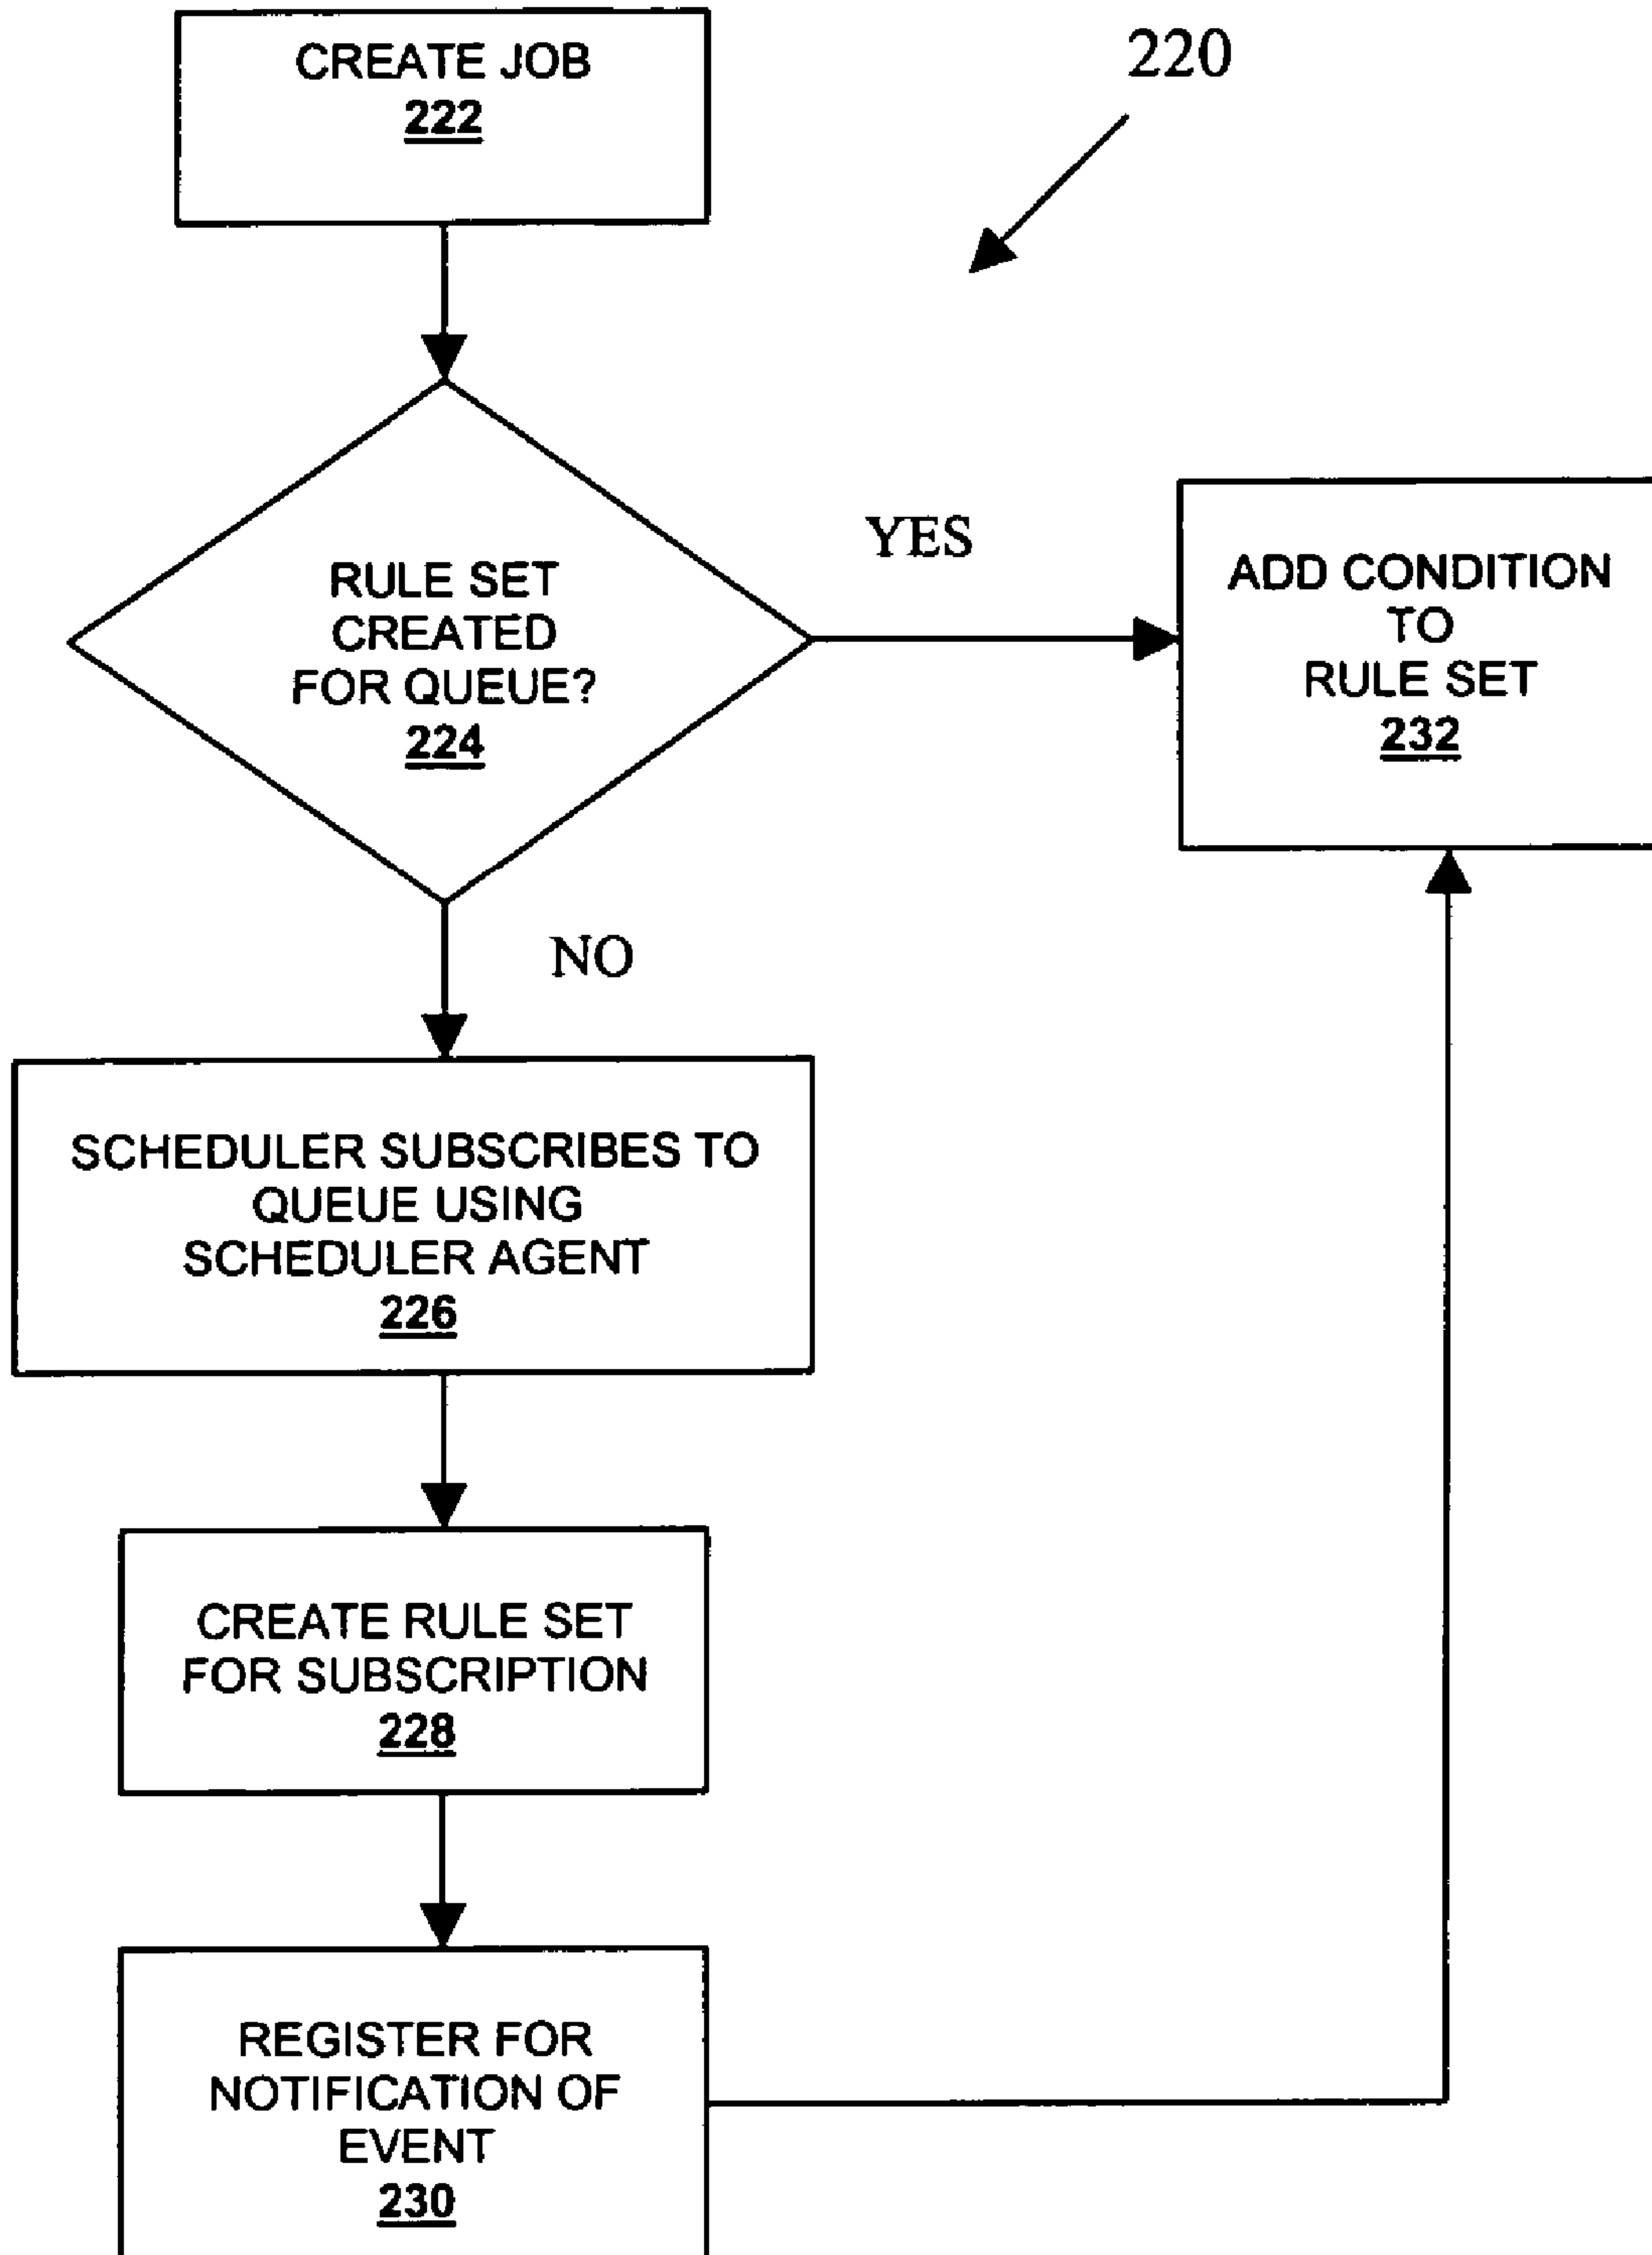 CREATE JOB
222
220
RULE SET
CREATED
FOR QUEUE?
224
YES
ADD CONDITION
TO
RULE SET
232
NO
SCHEDULER SUBSCRIBES TO
QUEUE USING
SCHEDULER AGENT
226
CREATE RULE SET
FOR SUBSCRIPTION
228
REGISTER FOR
NOTIFICATION OF
EVENT
230